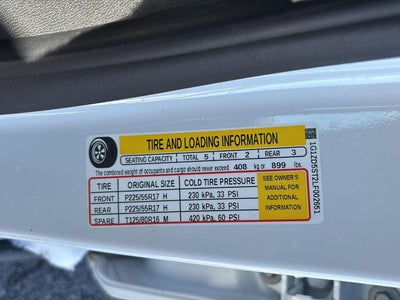 TIRE AND LOADING INFORMATION
SEATING CAPACITY TOTAL 5 FRONT 2 REAR 3
The combined weight of occupants and cargo should never exceed 408 kg or 899 lbs.
TIRE ORIGINAL SIZE COLD TIRE PRESSURE
FRONT P225/55R17 H 230 kPa, 33 PSI
REAR P225/55R17 H 230 kPa, 33 PSI
SPARE T125/80R16 M 420 kPa, 60 PSI
SEE OWNER'S
MANUAL FOR
ADDITIONAL
INFORMATION
1G1ZD5ST2LF002651